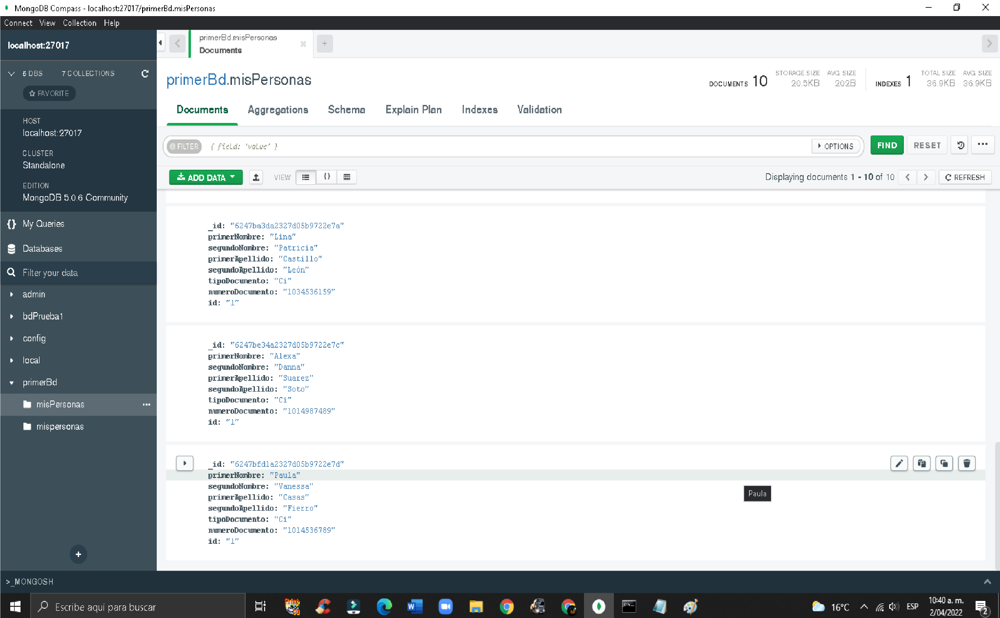 MongoDB Compass - localhost:27017/primerBd.misPersonas
Connect View Collection Help
localhost:27017
5 DBS 7 COLLECTIONS
FAVORITE
HOST
localhost:27017
CLUSTER
Standalone
EDITION
MongoDB 5.0.6 Community
{} My Queries
Databases
Filter your data
admin
bdPrueba1
config
local
primerBd
misPersonas
mispersonas
primerBd.misPersonas
Documents
primerBd.misPersonas
DOCUMENTS 10
STORAGE SIZE
20.5KB
AVG. SIZE
202B
INDEXES 1
TOTAL SIZE
36.9KB
AVG. SIZE
36.9KB
Documents Aggregations Schema Explain Plan Indexes Validation
FILTER { field: 'value' } OPTIONS FIND RESET
ADD DATA VIEW {} Displaying documents 1 - 10 of 10 REFRESH
_id: "6247ba3da2327d05b9722e7a"
primerNombre: "Lina"
segundoNombre: "Patricia"
primerApellido: "Castillo"
segundoApellido: "León"
tipoDocumento: "Ci"
numeroDocumento: "1034536159"
id: "1"
_id: "6247be34a2327d05b9722e7c"
primerNombre: "Alexa"
segundoNombre: "Danna"
primerApellido: "Suarez"
segundoApellido: "Soto"
tipoDocumento: "Ci"
numeroDocumento: "1014987489"
id: "1"
_id: "6247bfd1a2327d05b9722e7d"
primerNombre: "Paula"
segundoNombre: "Vanessa"
primerApellido: "Casas"
segundoApellido: "Fierro"
tipoDocumento: "Ci"
numeroDocumento: "1014536789"
id: "1"
Paula
>_MONGOSH
Escribe aquí para buscar
16°C ESP
10:40 a. m.
2/04/2022
2